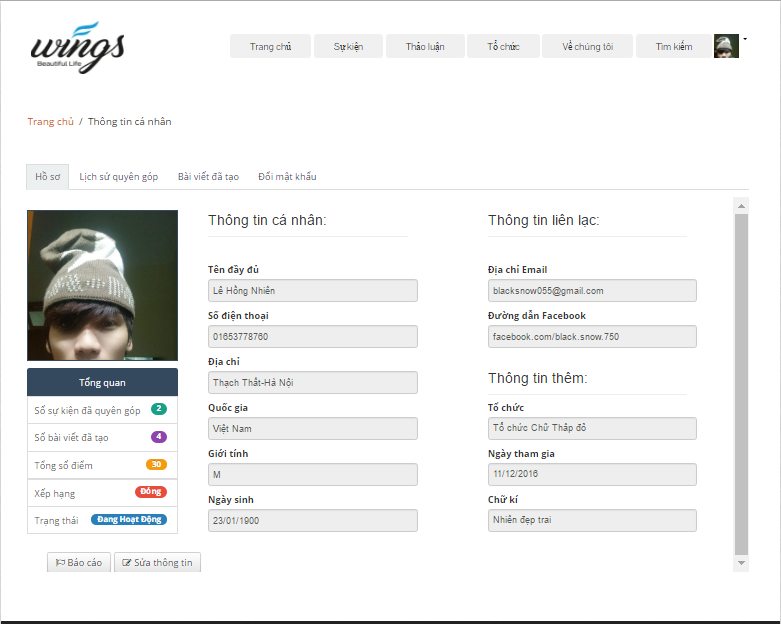 wings
Beautiful Life
Trang chủ Sự kiện Thảo luận Tổ chức Về chúng tôi Tìm kiếm
Trang chủ / Thông tin cá nhân
Hồ sơ Lịch sử quyên góp Bài viết đã tạo Đổi mật khẩu
Thông tin cá nhân:
Tên đầy đủ
Lê Hồng Nhiên
Số điện thoại
01653778760
Địa chỉ
Thạch Thất-Hà Nội
Quốc gia
Việt Nam
Giới tính
M
Ngày sinh
23/01/1900
Thông tin liên lạc:
Địa chỉ Email
blacksnow055@gmail.com
Đường dẫn Facebook
facebook.com/black.snow.750
Thông tin thêm:
Tổ chức
Tổ chức Chữ Thập đỏ
Ngày tham gia
11/12/2016
Chữ kí
Nhiên đẹp trai
Tổng quan
Số sự kiện đã quyên góp 2
Số bài viết đã tạo 4
Tổng số điểm 30
Xếp hạng Đồng
Trạng thái Đang Hoạt Động
Báo cáo Sửa thông tin